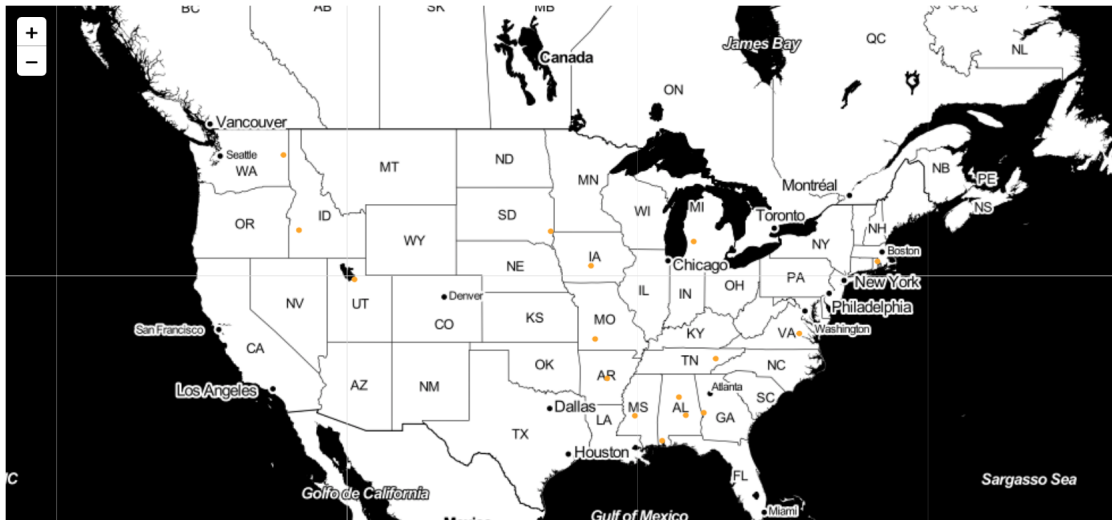 BC
AB
SK
MB
+
−
Canada
James Bay
QC
NL
ON
Vancouver
Seattle
WA
MT
ND
MN
Montréal
NB
PE
NS
OR
ID
SD
WI
MI
Toronto
NH
NY
Boston
WY
IA
Chicago
NE
PA
New York
NV
UT
Denver
CO
IL
IN
OH
Philadelphia
San Francisco
KS
MO
KY
VA
Washington
CA
TN
NC
OK
AR
Los Angeles
AZ
NM
Atlanta
SC
Dallas
MS
AL
GA
LA
TX
Houston
FL
Golfo de California
Sargasso Sea
Miami
Gulf of Mexico